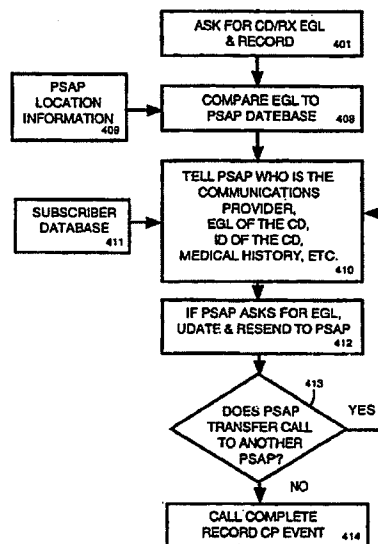 ASK FOR CD/RX EGL
& RECORD
401
PSAP
LOCATION
INFORMATION
409
COMPARE EGL TO
PSAP DATEBASE
408
TELL PSAP WHO IS THE
COMMUNICATIONS
PROVIDER,
EGL OF THE CD,
ID OF THE CD,
MEDICAL HISTORY, ETC.
410
SUBSCRIBER
DATABASE
411
IF PSAP ASKS FOR EGL,
UDATE & RESEND TO PSAP
412
413
DOES PSAP
TRANSFER CALL
TO ANOTHER
PSAP?
YES
NO
CALL COMPLETE
RECORD CP EVENT
414